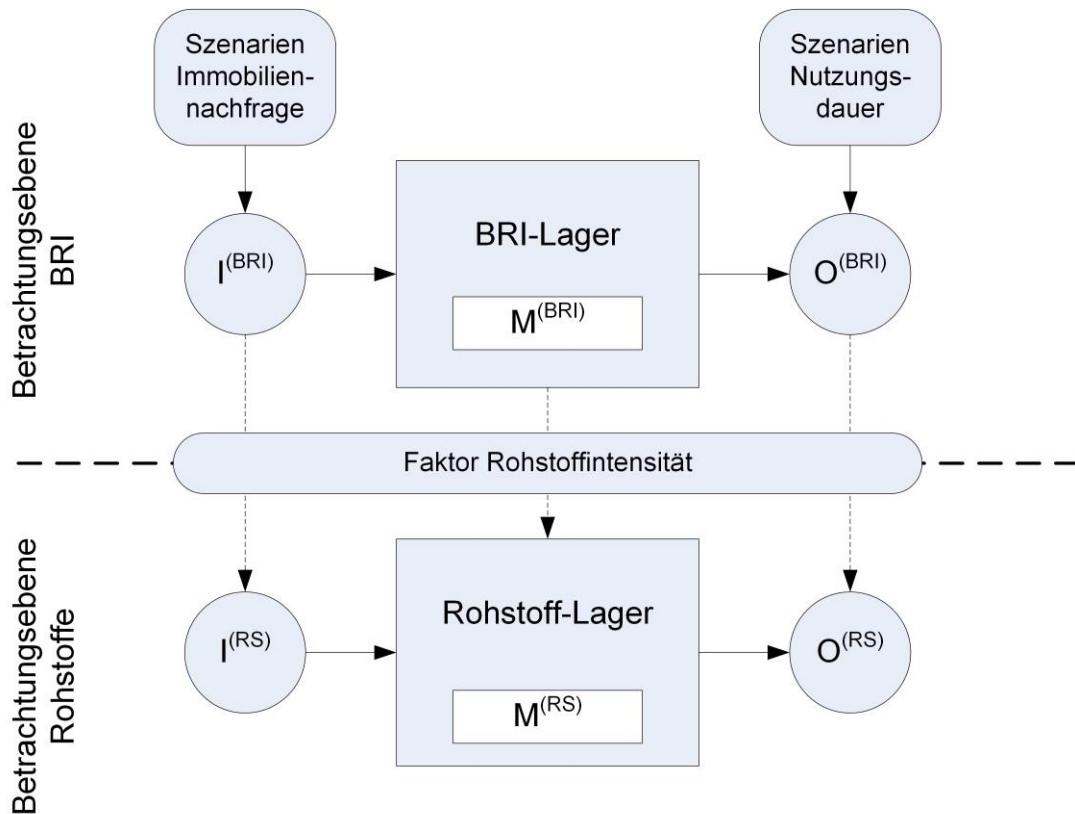 Szenarien
Immobilien-
nachfrage
Szenarien
Nutzungs-
dauer
Betrachtungsebene
BRI
I^(BRI)
BRI-Lager
M^(BRI)
O^(BRI)
Faktor Rohstoffintensität
Betrachtungsebene
Rohstoffe
I^(RS)
Rohstoff-Lager
M^(RS)
O^(RS)